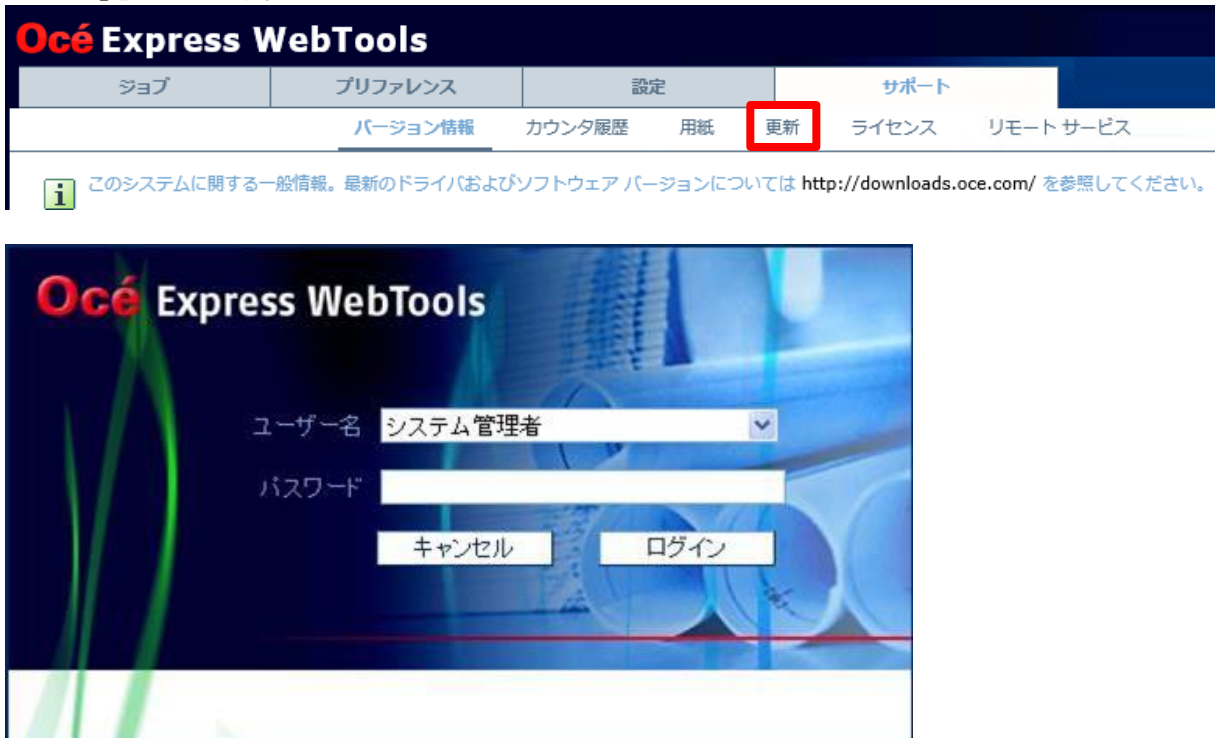 Océ Express WebTools
ジョブ プリファレンス 設定 サポート
バージョン情報 カウンタ履歴 用紙 更新 ライセンス リモート サービス
このシステムに関する一般情報。最新のドライバおよびソフトウェア バージョンについては http://downloads.oce.com/ を参照してください。
Océ Express WebTools
ユーザー名 システム管理者
パスワード
キャンセル ログイン